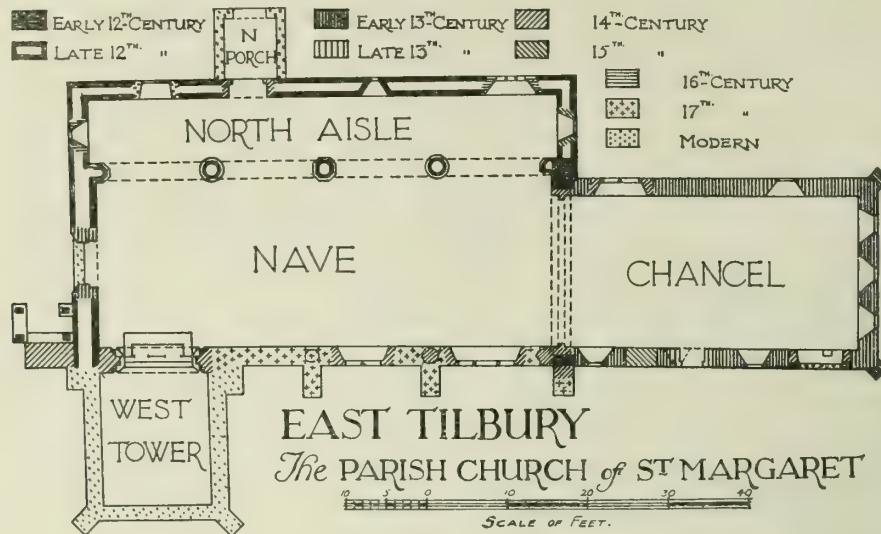 EARLY 12TH CENTURY
LATE 12TH "
N
PORCH
EARLY 13TH CENTURY
LATE 13TH "
14TH CENTURY
15TH "
16TH CENTURY
17TH "
MODERN
NORTH AISLE
NAVE
CHANCEL
WEST
TOWER
EAST TILBURY
The PARISH CHURCH of ST MARGARET
10 5 0 10 20 30 40
SCALE OF FEET.